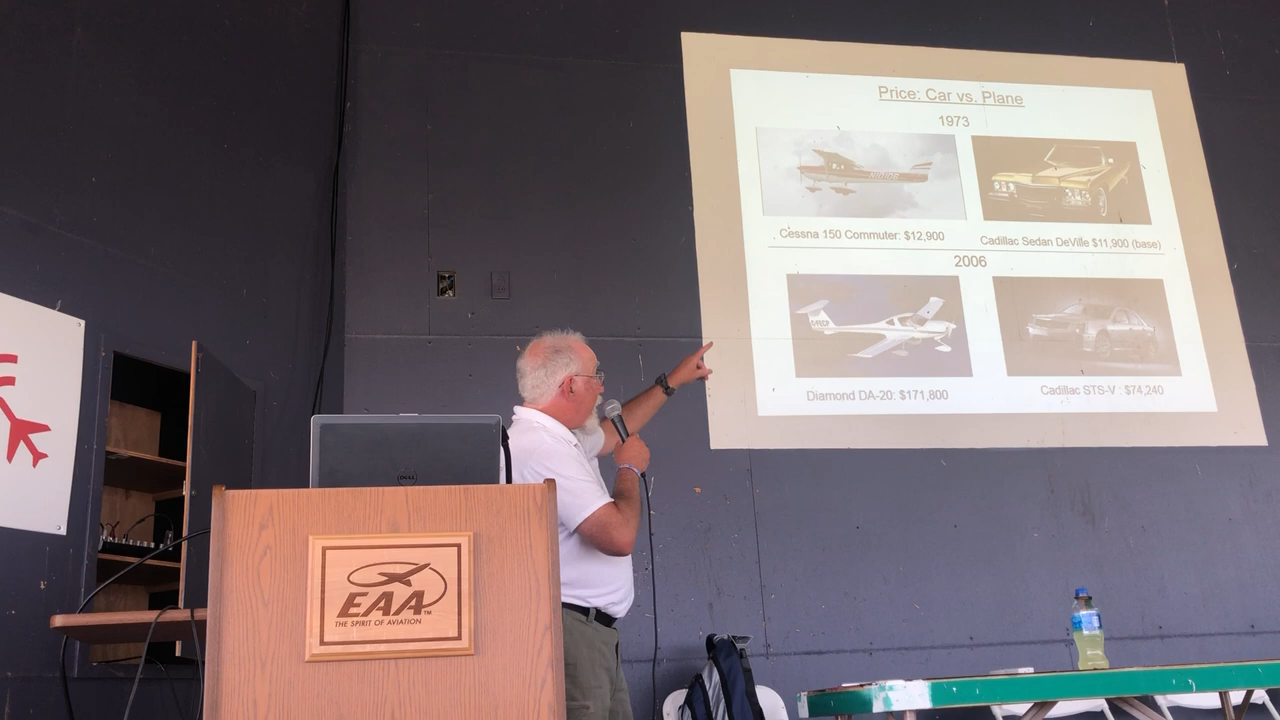 Price: Car vs. Plane
1973
Cessna 150 Commuter: $12,900
Cadillac Sedan DeVille $11,900 (base)
2006
Diamond DA-20: $171,800
Cadillac STS-V : $74,240
DELL
EAA™
THE SPIRIT OF AVIATION